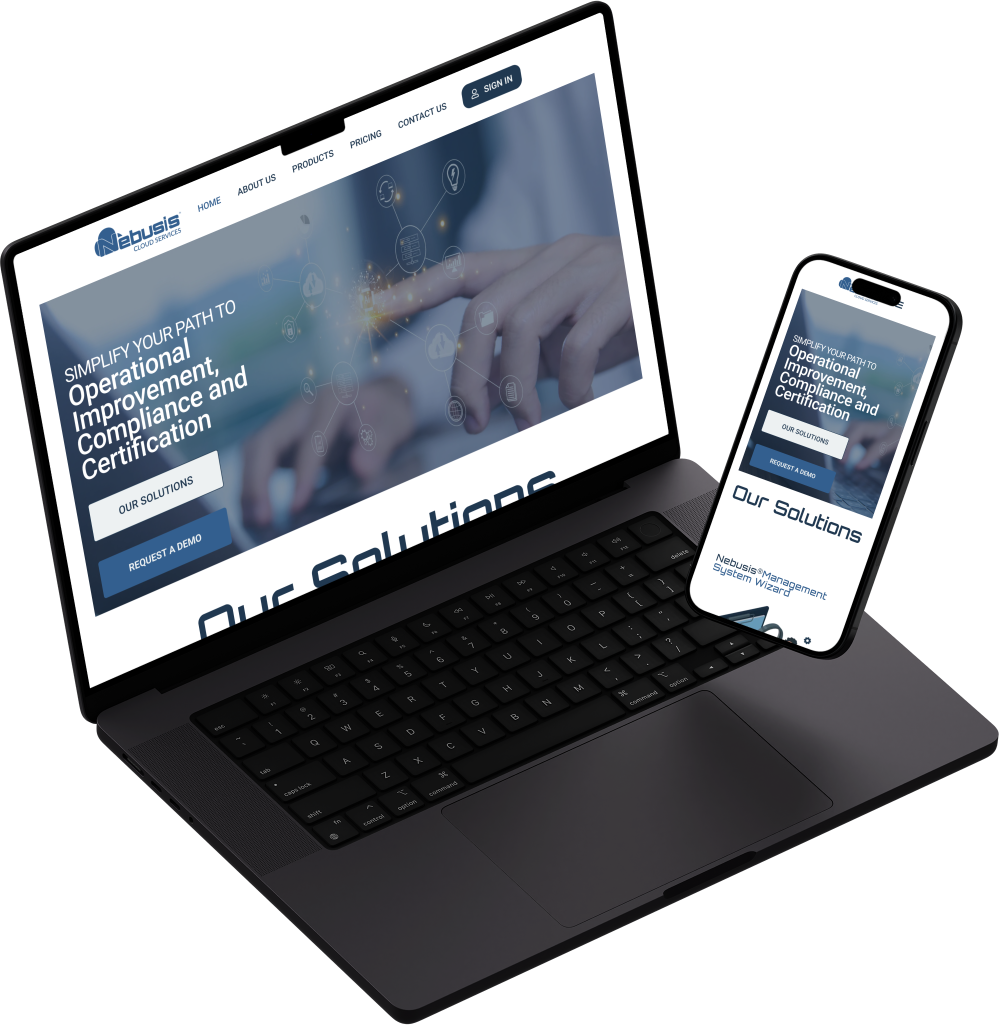 Nebusis
CLOUD SERVICES
HOME
ABOUT US
PRODUCTS
PRICING
CONTACT US
SIGN IN
SIMPLIFY YOUR PATH TO
Operational
Improvement,
Compliance and
Certification
OUR SOLUTIONS
REQUEST A DEMO
Our Solutions
SIMPLIFY YOUR PATH TO
Operational
Improvement,
Compliance and
Certification
OUR SOLUTIONS
REQUEST A DEMO
Our Solutions
Nebusis®Management
System Wizard
esc
delete
tab
Q W E R T Y U I O P
caps lock
A S D F G H J K L
shift
Z X C V B N M
fn
control
option
command
command
option